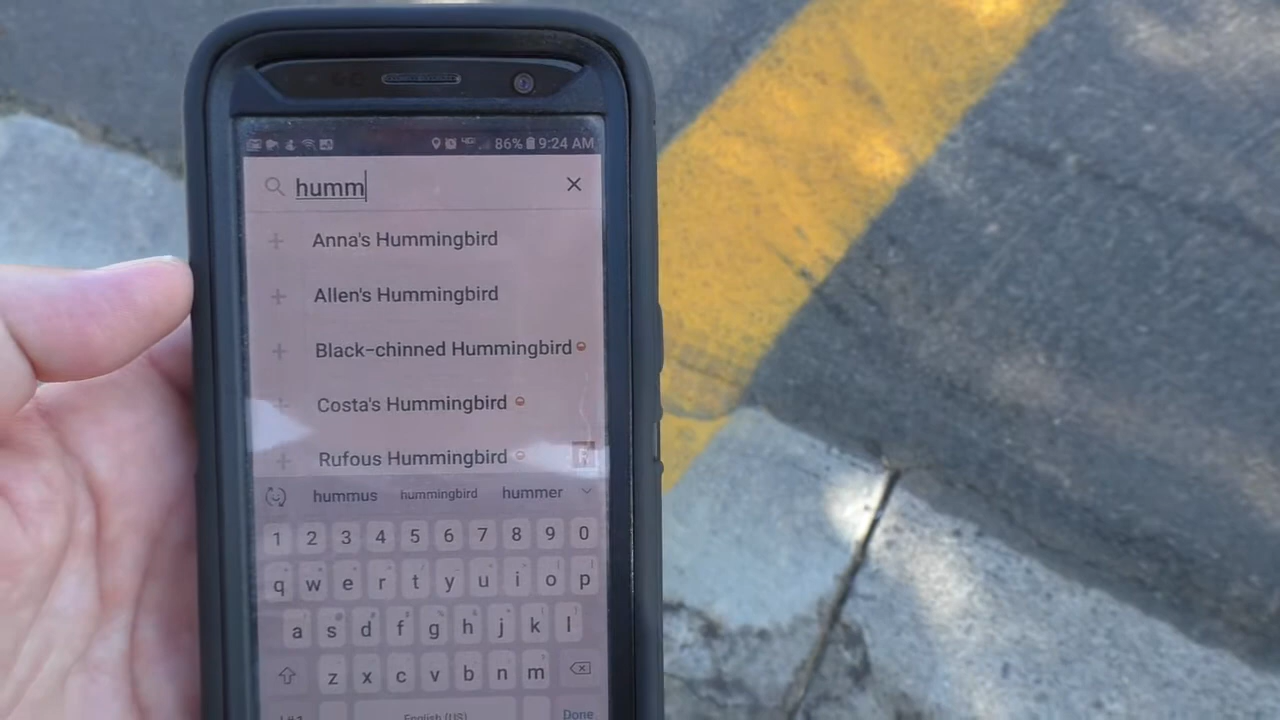 86% 9:24 AM
humm
Anna's Hummingbird
Allen's Hummingbird
Black-chinned Hummingbird
Costa's Hummingbird
Rufous Hummingbird
hummus hummingbird hummer
1 2 3 4 5 6 7 8 9 0
q w e r t y u i o p
a s d f g h j k l
z x c v b n m
English (US) Done